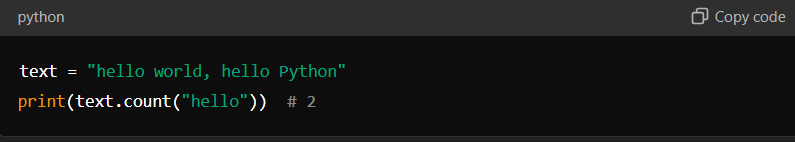 python
Copy code
text = "hello world, hello Python"
print(text.count("hello"))  # 2